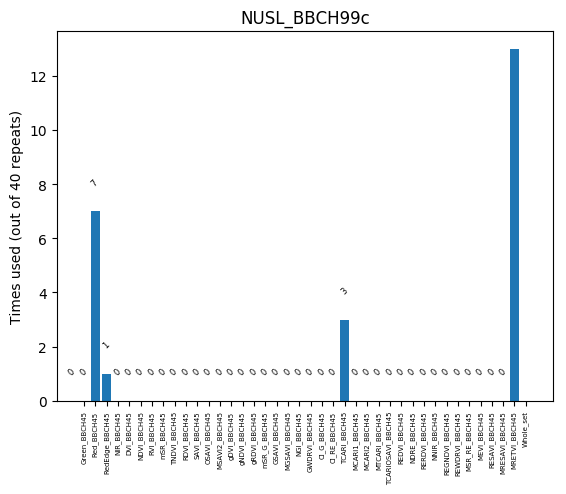 NUSL_BBCH99c
Times used (out of 40 repeats)
12
10
8
6
4
2
0
0 0 7 1 0 0 0 0 0 0 0 0 0 0 0 0 0 0 0 0 0 0 0 0 3 0 0 0 0 0 0 0 0 0 0 0 0 0 0
Green_BBCH45
Red_BBCH45
RedEdge_BBCH45
NIR_BBCH45
DVI_BBCH45
NDVI_BBCH45
RVI_BBCH45
mSR_BBCH45
TNDVI_BBCH45
RDVI_BBCH45
SAVI_BBCH45
OSAVI_BBCH45
MSAVI2_BBCH45
gDVI_BBCH45
gNDVI_BBCH45
gRDVI_BBCH45
mSR_G_BBCH45
GSAVI_BBCH45
MGSAVI_BBCH45
NGI_BBCH45
GWDRVI_BBCH45
CI_G_BBCH45
CI_RE_BBCH45
TCARI_BBCH45
MCARI1_BBCH45
MCARI2_BBCH45
MTCARI_BBCH45
TCARIOSAVI_BBCH45
REDVI_BBCH45
NDRE_BBCH45
RERDVI_BBCH45
NNIR_BBCH45
REGNDVI_BBCH45
REWDRVI_BBCH45
MSR_RE_BBCH45
MEVI_BBCH45
RESAVI_BBCH45
MRESAVI_BBCH45
MRETVI_BBCH45
Whole_set